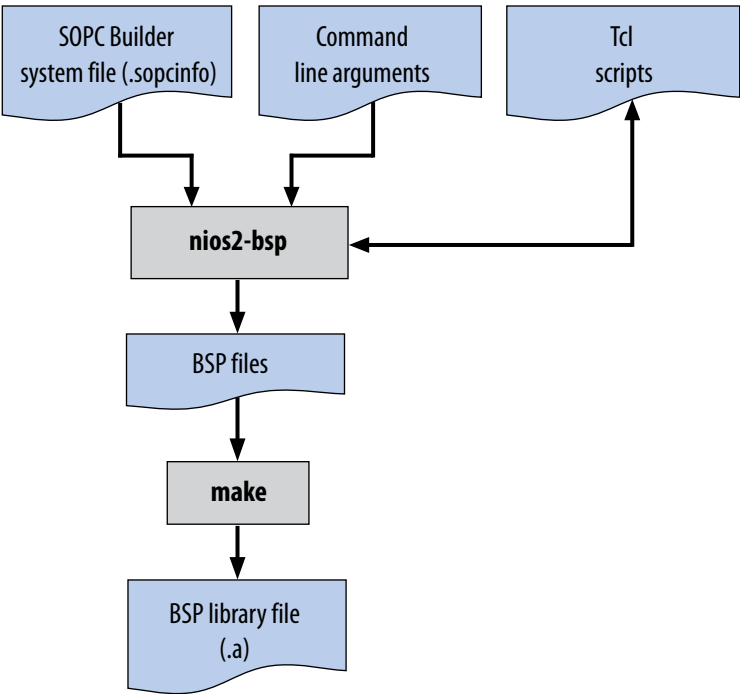 SOPC Builder
system file (.sopcinfo)
Command
line arguments
Tcl
scripts
nios2-bsp
BSP files
make
BSP library file
(.a)